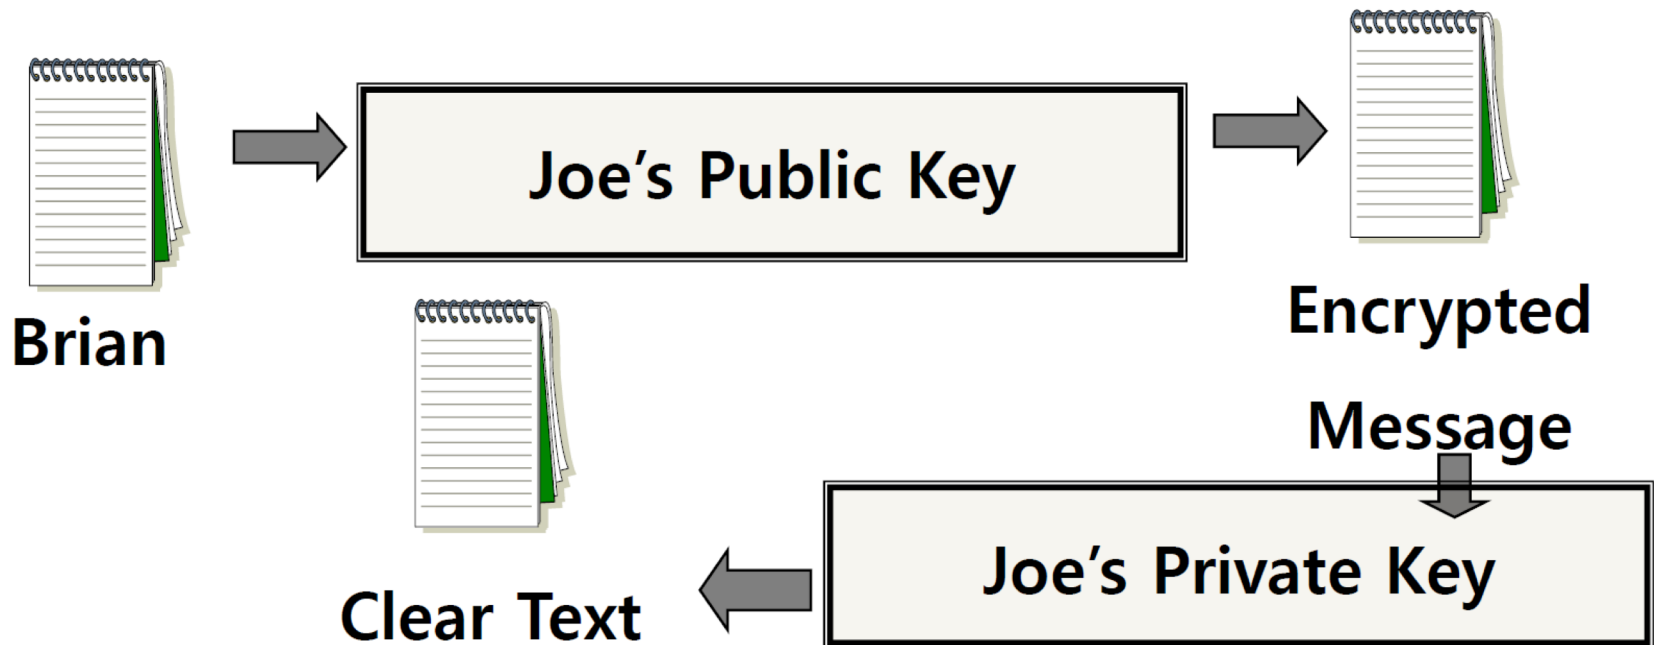 Joe’s Public Key
Brian
Encrypted
Message
Joe’s Private Key
Clear Text